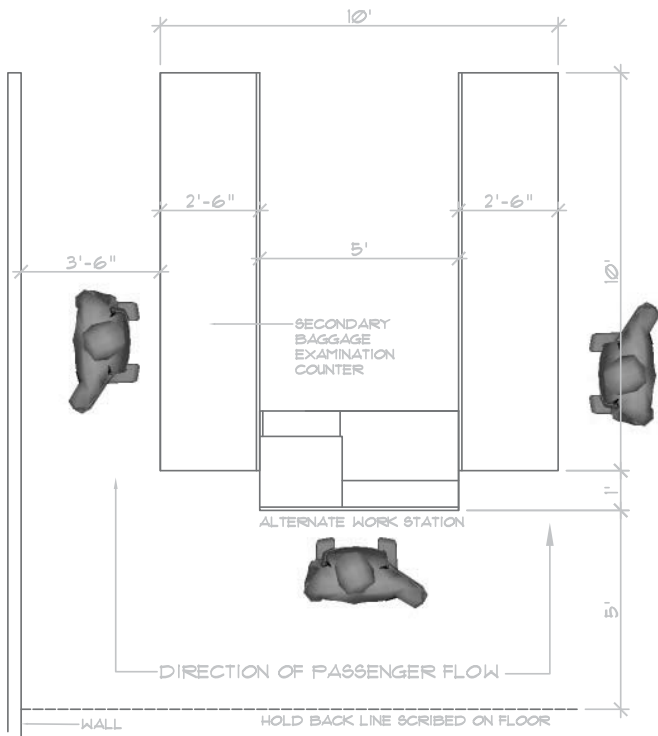 10'
2'-6"
2'-6"
5'
3'-6"
10'
SECONDARY
BAGGAGE
EXAMINATION
COUNTER
1'
ALTERNATE WORK STATION
5'
DIRECTION OF PASSENGER FLOW
WALL
HOLD BACK LINE SCRIBED ON FLOOR